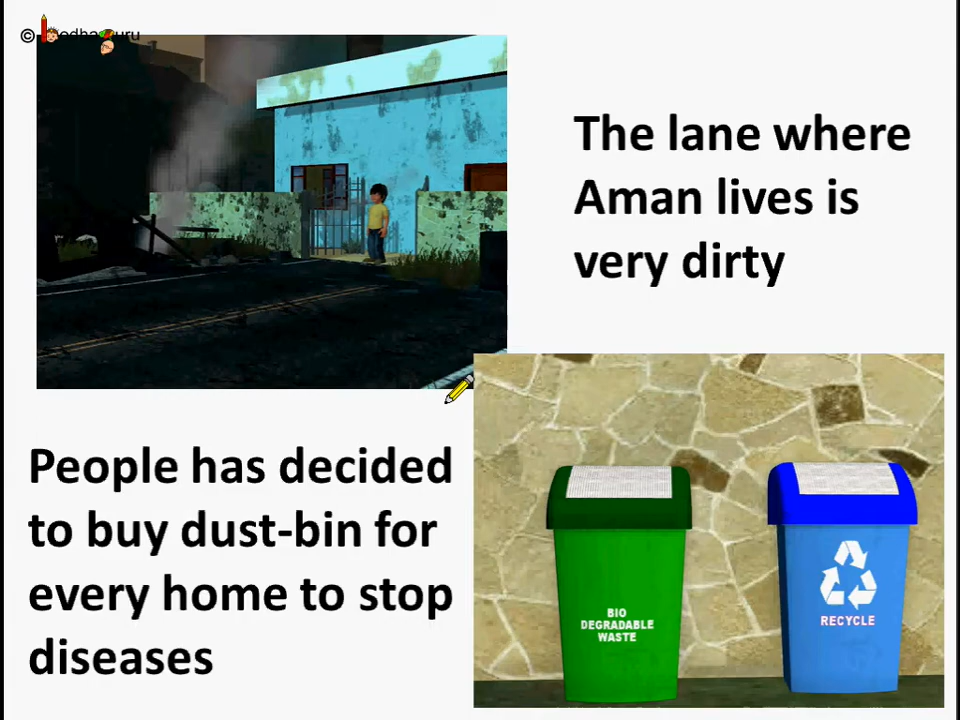 ©
The lane where
Aman lives is
very dirty
People has decided
to buy dust-bin for
every home to stop
diseases
BIO
DEGRADABLE
WASTE
RECYCLE